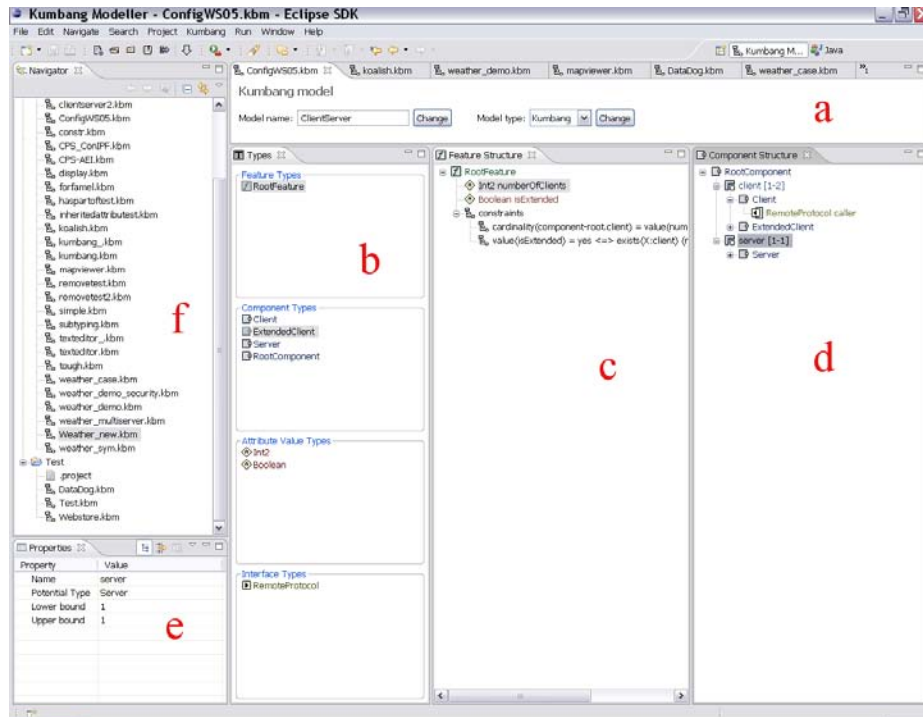 Kumbang Modeller - ConfigWS05.kbm - Eclipse SDK
File Edit Navigate Search Project Kumbang Run Window Help
Kumbang M... Java
Navigator
clientserver2.kbm
ConfigWS05.kbm
constr.kbm
CPS_ConIPF.kbm
CPS-AEI.kbm
display.kbm
forfamel.kbm
haspartoftest.kbm
inheritedattributest.kbm
koalish.kbm
kumbang_.kbm
kumbang.kbm
mapviewer.kbm
removetest.kbm
removetest2.kbm
simple.kbm
subtyping.kbm
texteditor_.kbm
texteditor.kbm
tough.kbm
weather_case.kbm
weather_demo_security.kbm
weather_demo.kbm
weather_multiserver.kbm
Weather_new.kbm
weather_sym.kbm
Test
.project
DataDog.kbm
Test.kbm
Webstore.kbm
f
Properties
Property Value
Name server
Potential Type Server
Lower bound 1
Upper bound 1
e
ConfigWS05.kbm koalish.kbm weather_demo.kbm mapviewer.kbm DataDog.kbm weather_case.kbm »1
Kumbang model
Model name: ClientServer Change Model type: Kumbang Change
a
Types
Feature Types
RootFeature
b
Component Types
Client
ExtendedClient
Server
RootComponent
Attribute Value Types
Int2
Boolean
Interface Types
RemoteProtocol
Feature Structure
RootFeature
Int2 numberOfClients
Boolean isExtended
constraints
cardinality(component-root.client) = value(num
value(isExtended) = yes <=> exists(X:client) (r
c
Component Structure
RootComponent
client [1-2]
Client
RemoteProtocol caller
ExtendedClient
server [1-1]
Server
d